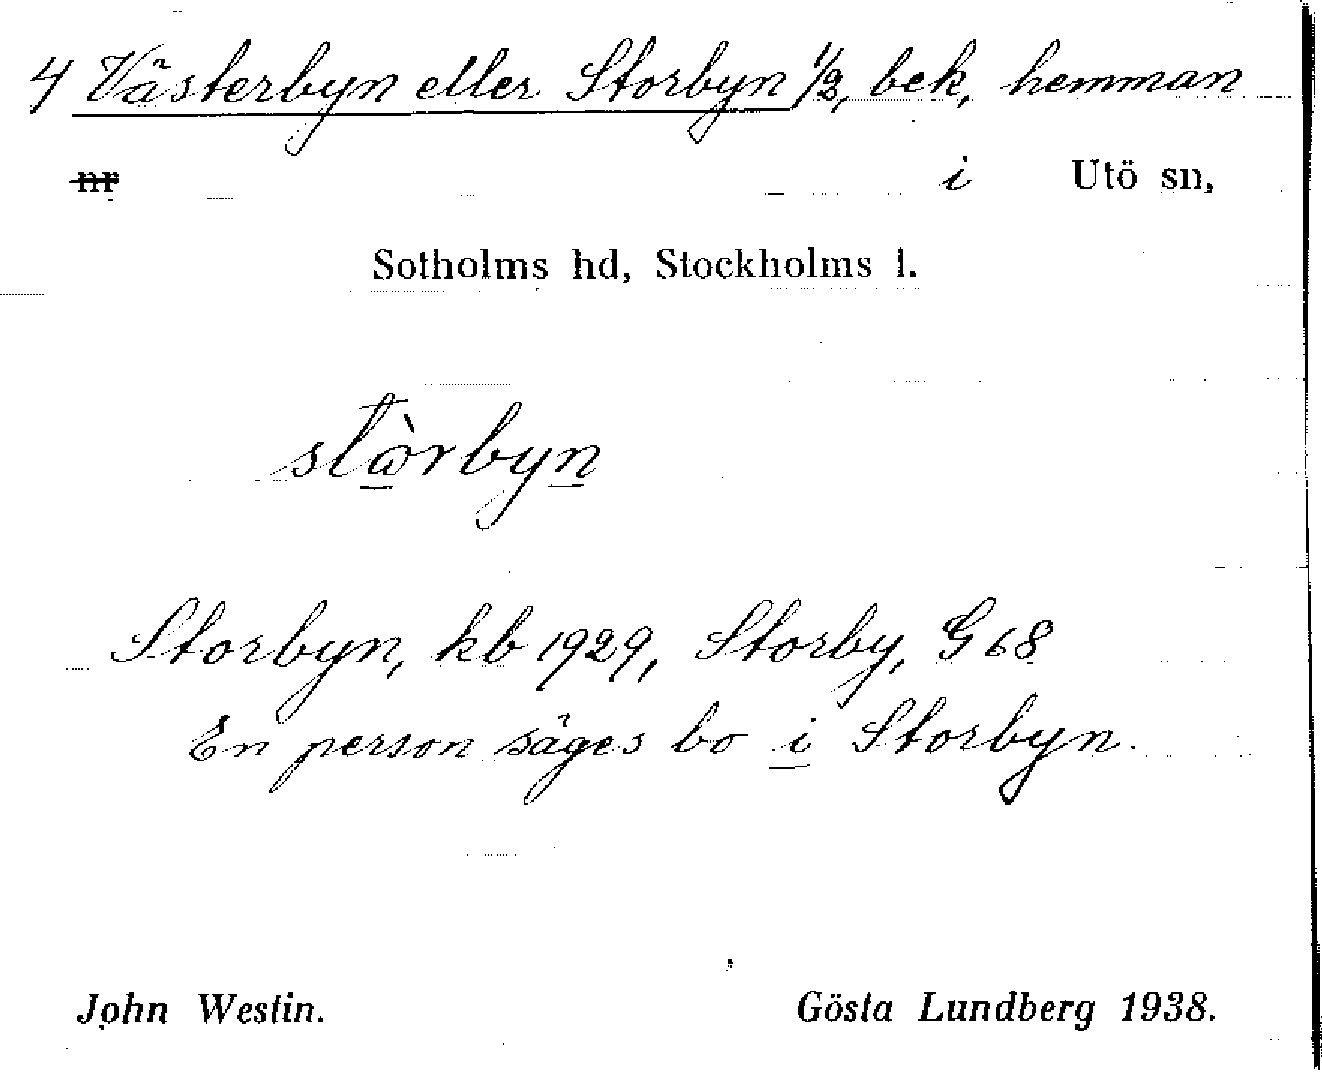 4 Västerbyn eller Storbyn 1/2, bek, hemman
nr i Utö sn,
Sotholms hd, Stockholms l.
stòrbyn
Storbyn, kb 1929, Storby, G 68
En person säges bo i Storbyn.
John Westin. Gösta Lundberg 1938.